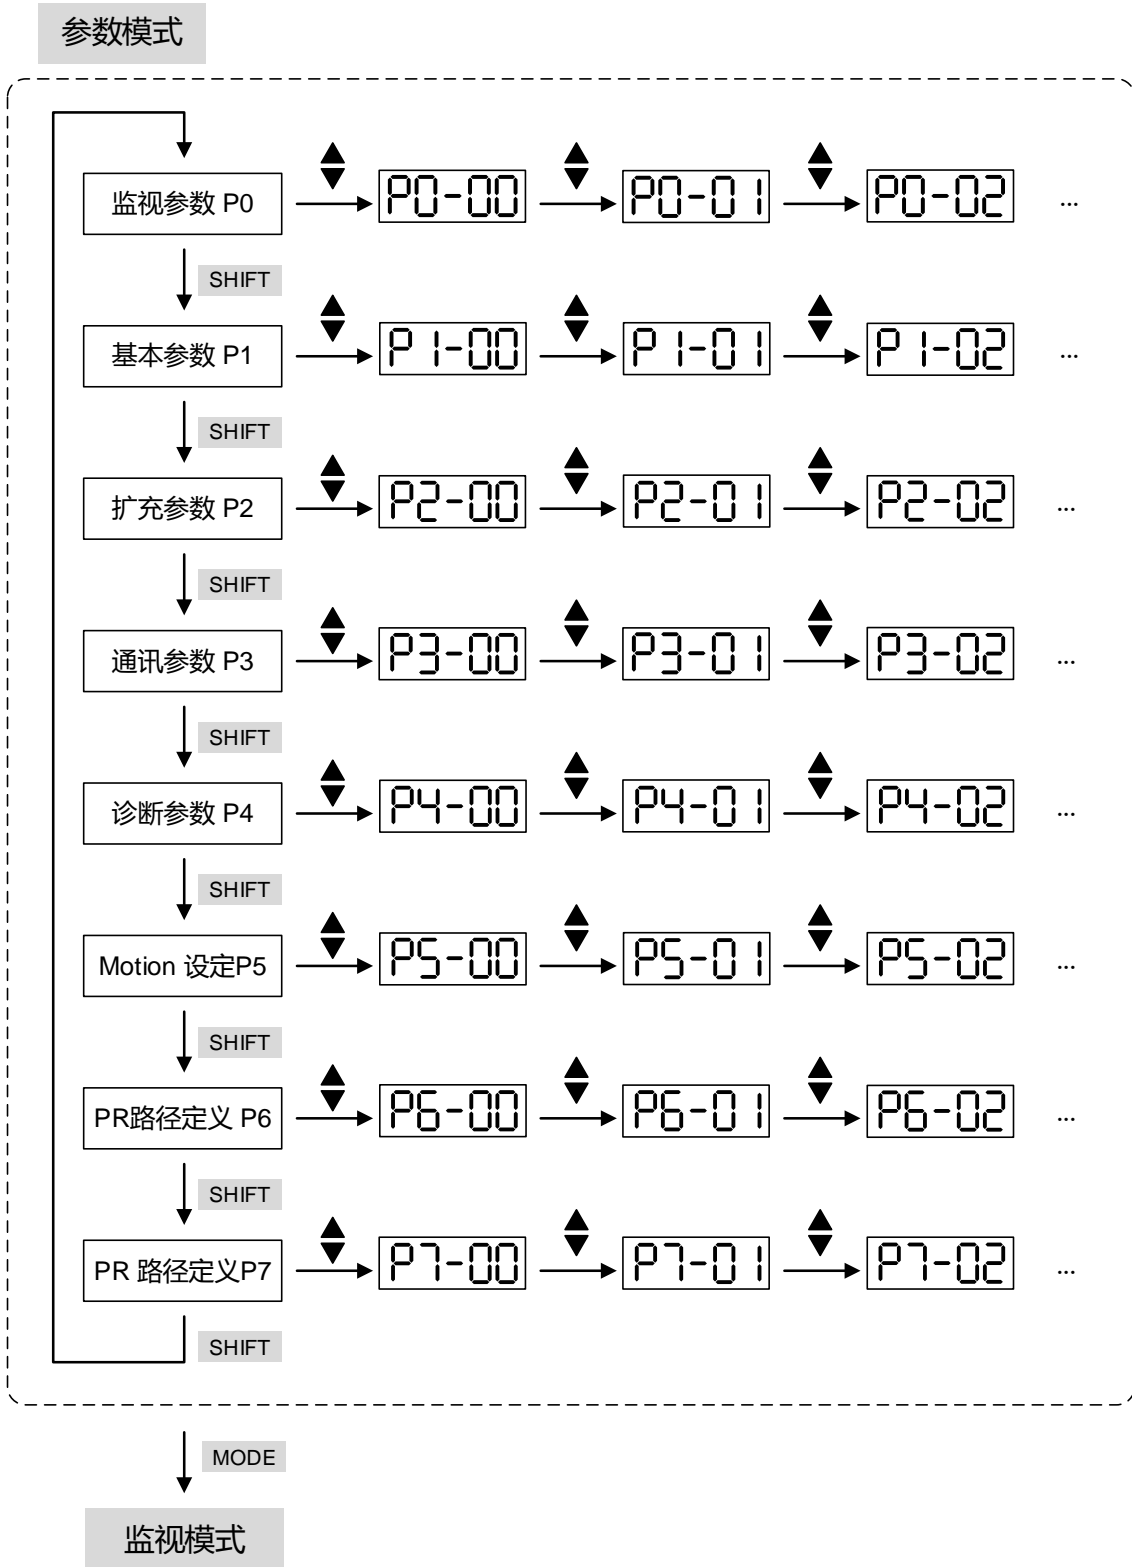 参数模式
监视参数 P0 P0-00 P0-01 P0-02 ...
SHIFT
基本参数 P1 P1-00 P1-01 P1-02 ...
SHIFT
扩充参数 P2 P2-00 P2-01 P2-02 ...
SHIFT
通讯参数 P3 P3-00 P3-01 P3-02 ...
SHIFT
诊断参数 P4 P4-00 P4-01 P4-02 ...
SHIFT
Motion 设定P5 P5-00 P5-01 P5-02 ...
SHIFT
PR路径定义 P6 P6-00 P6-01 P6-02 ...
SHIFT
PR 路径定义P7 P7-00 P7-01 P7-02 ...
SHIFT
MODE
监视模式